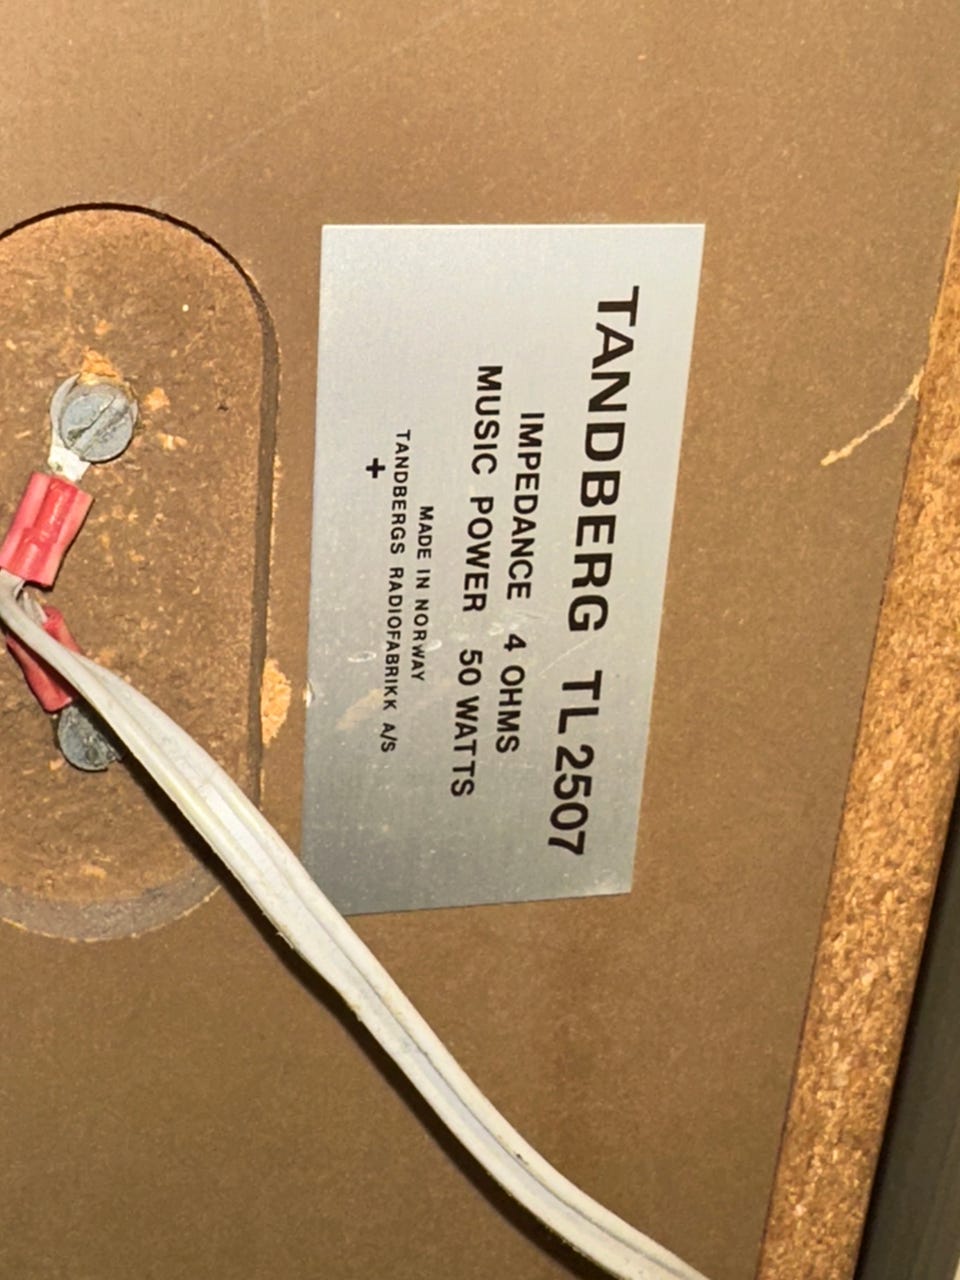 TANDBERG TL 2507
IMPEDANCE 4 OHMS
MUSIC POWER 50 WATTS
MADE IN NORWAY
TANDBERGS RADIOFABRIKK A/S
+